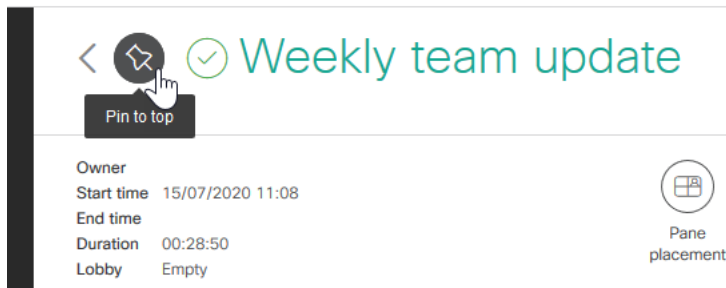 Weekly team update
Pin to top
Owner
Start time 15/07/2020 11:08
End time
Duration 00:28:50
Lobby Empty
Pane
placement